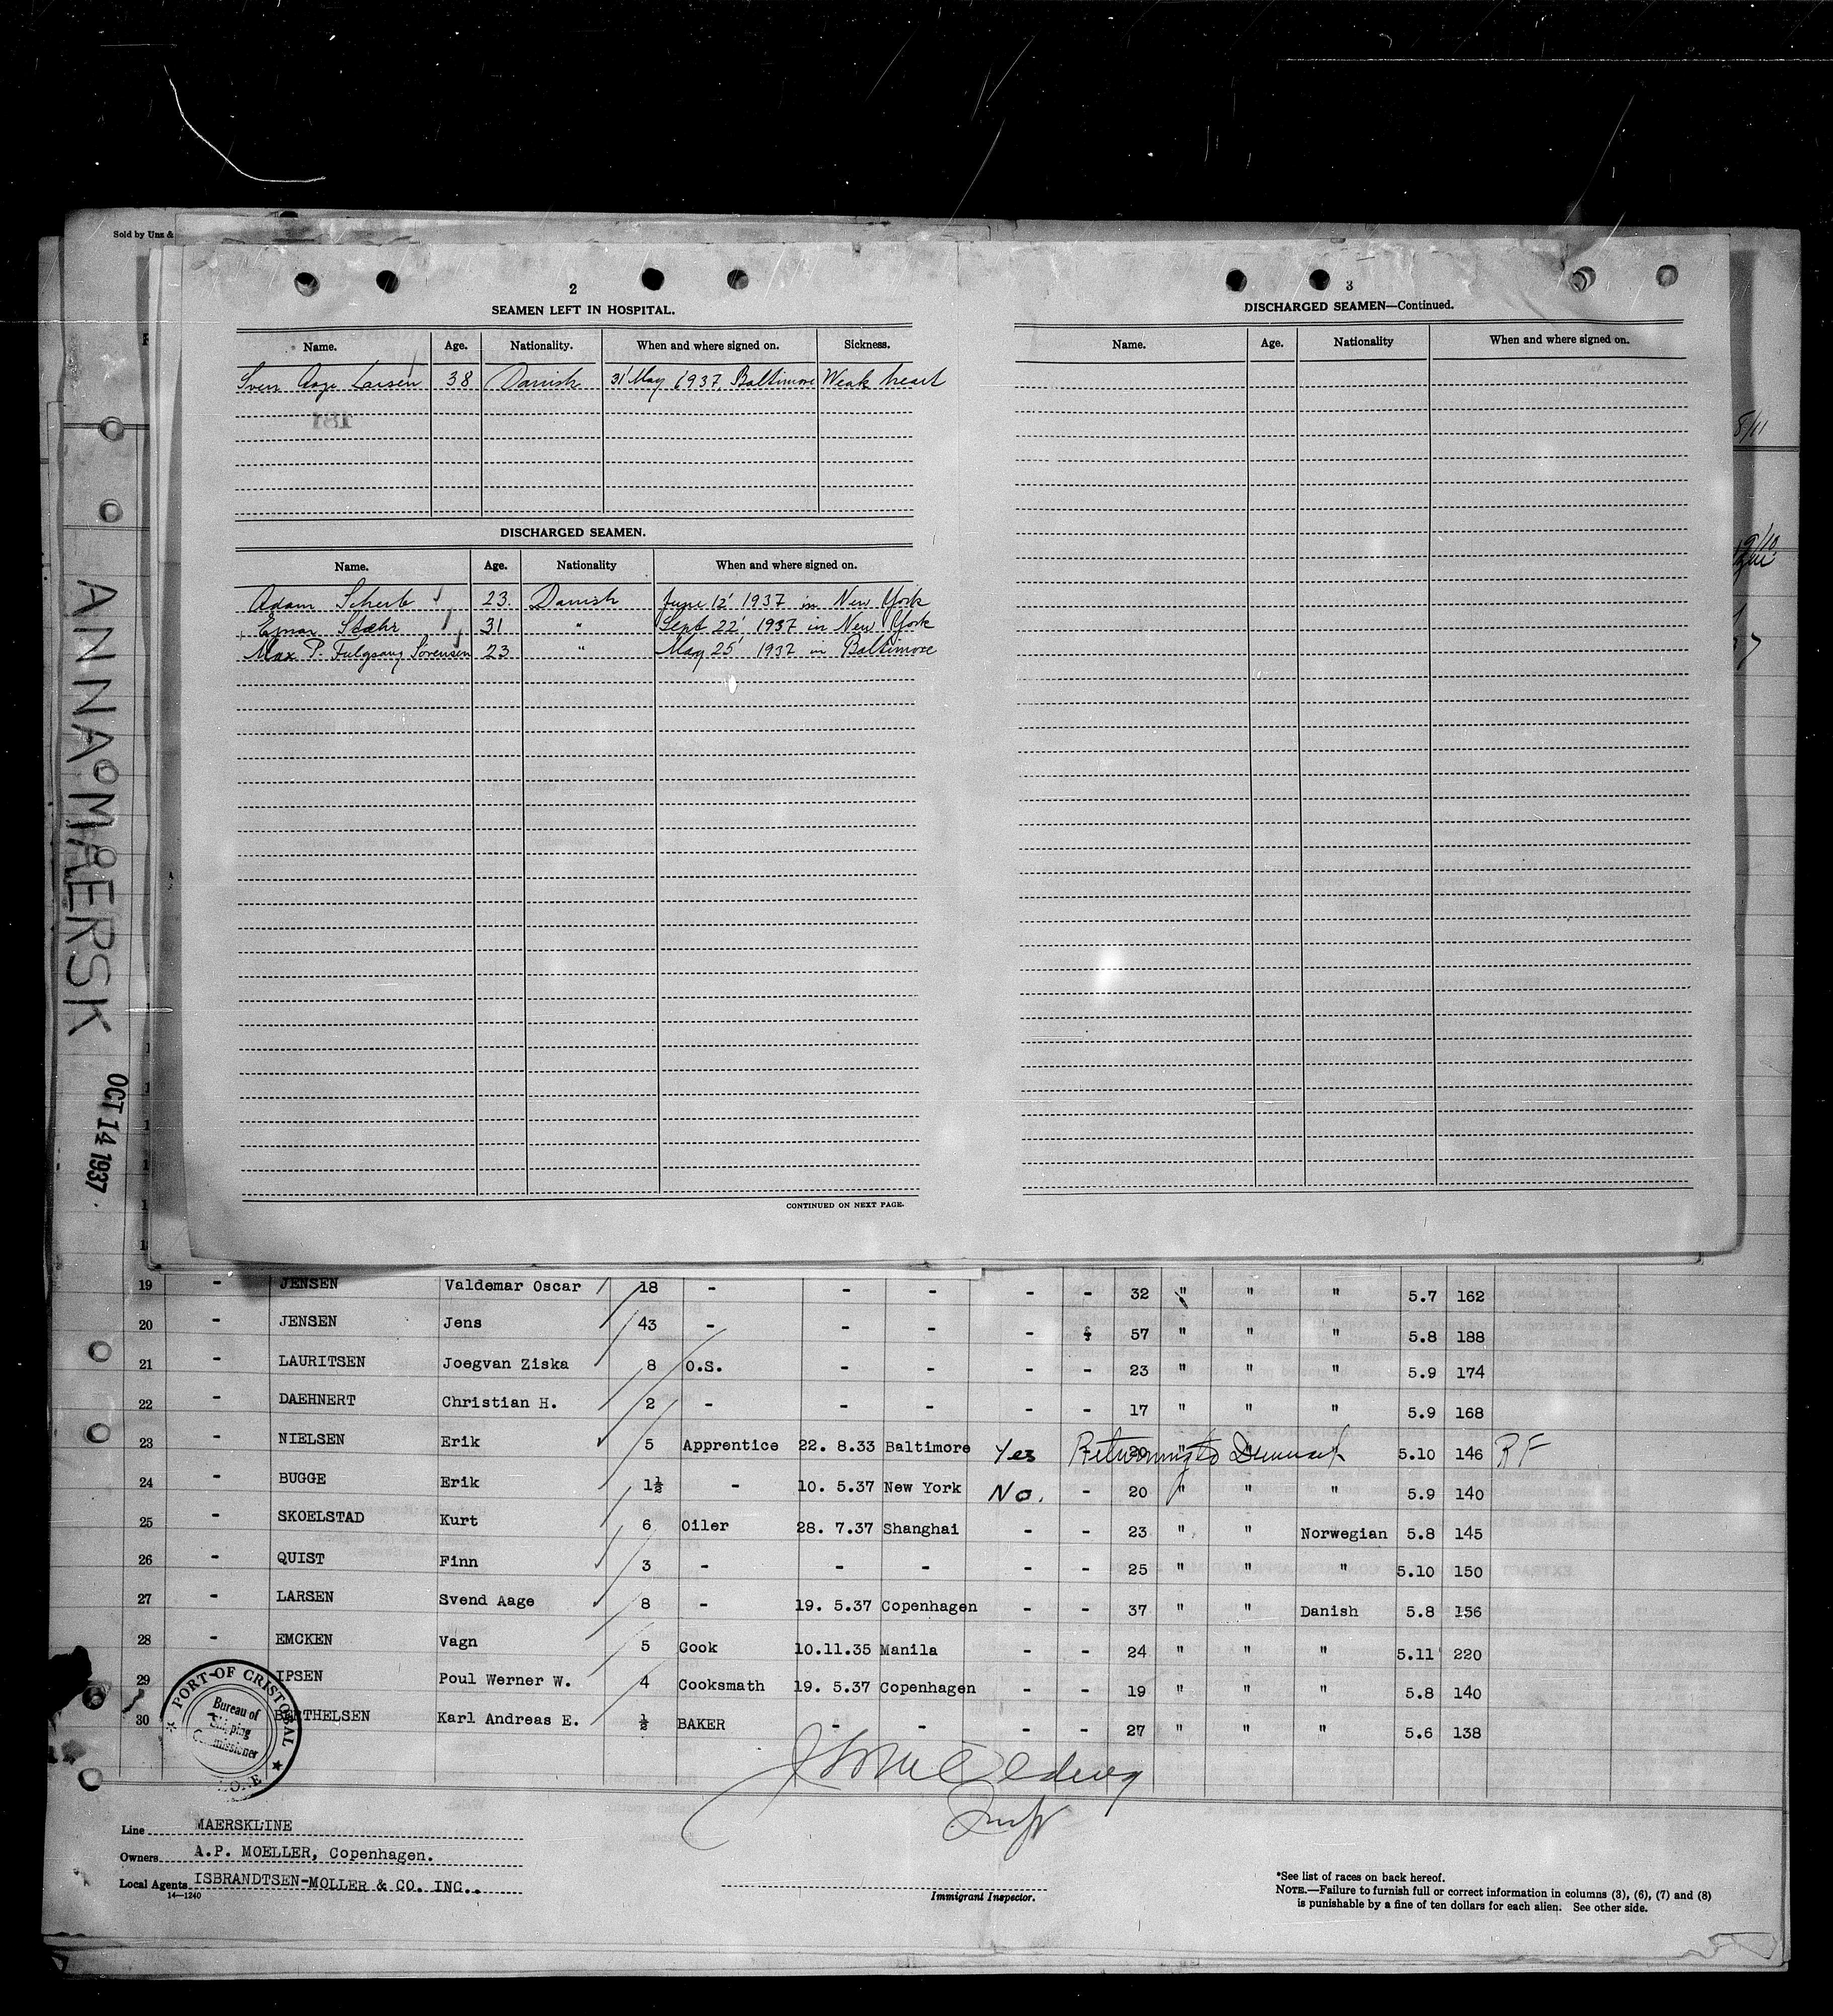 Sold by Unz &
2
SEAMEN LEFT IN HOSPITAL.
Name. Age. Nationality. When and where signed on. Sickness.
Sven Aage Larsen 38 Danish 31' May 1937 Baltimore Weak heart
181
DISCHARGED SEAMEN.
Name. Age. Nationality When and where signed on.
Adam Scherb 23. Danish June 12' 1937 in New York
Ejnar Stæhr 31 " Sept 22', 1937 in New York
Max P. Fulgsang Sorensen 23 " May 25', 1937 in Baltimore
CONTINUED ON NEXT PAGE.
3
DISCHARGED SEAMEN—Continued.
Name. Age. Nationality When and where signed on.
8/11
9/10
ANNA MAERSK
OCT 14 1937
19 - JENSEN Valdemar Oscar 18 - - - - - 32 " " " 5.7 162
20 - JENSEN Jens 43 - - - - 57 " " " 5.8 188
21 - LAURITSEN Joegvan Ziska 8 O.S. - - - - 23 " " " 5.9 174
22 - DAEHNERT Christian H. 2 - - - - - 17 " " " 5.9 168
23 - NIELSEN Erik 5 Apprentice 22. 8.33 Baltimore Yes Returning to Denmark 20 " " 5.10 146 RF
24 - BUGGE Erik 1½ - 10. 5.37 New York No. - 20 " " " 5.9 140
25 - SKOELSTAD Kurt 6 Oiler 28. 7.37 Shanghai - - 23 " " Norwegian 5.8 145
26 - QUIST Finn 3 - - - - - 25 " " " 5.10 150
27 - LARSEN Svend Aage 8 - 19. 5.37 Copenhagen - - 37 " " Danish 5.8 156
28 - EMCKEN Vagn 5 Cook 10.11.35 Manila - - 24 " " " 5.11 220
29 IPSEN Poul Werner W. 4 Cooksmath 19. 5.37 Copenhagen - - 19 " " " 5.8 140
30 BERTHELSEN Karl Andreas E. ½ BAKER - - - - 27 " " " 5.6 138
PORT OF CRISTOBAL
Bureau of
Shipping
Commissioner
Line MAERSKLINE
Owners A.P. MOELLER, Copenhagen.
Local Agents ISBRANDTSEN-MOLLER & CO. INC..
14—1240
Immigrant Inspector.
*See list of races on back hereof.
NOTE.—Failure to furnish full or correct information in columns (3), (6), (7) and (8)
is punishable by a fine of ten dollars for each alien. See other side.